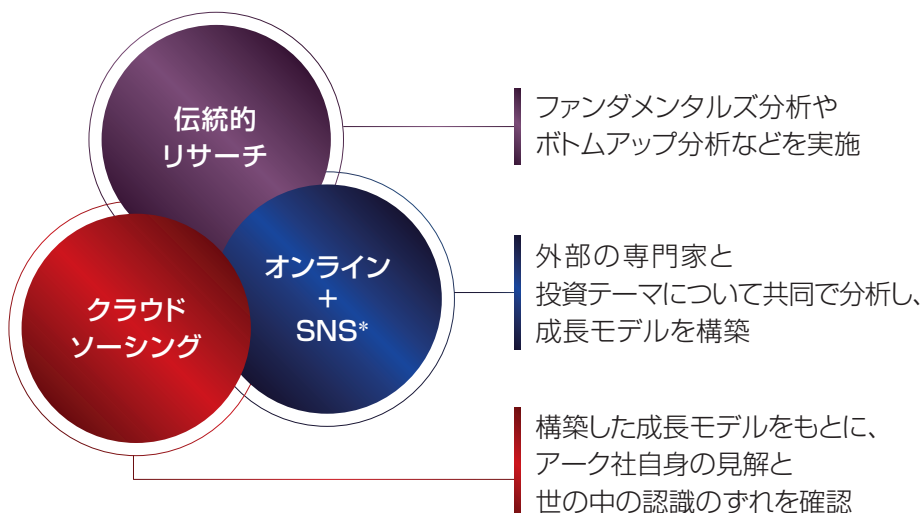 伝統的
リサーチ
ファンダメンタルズ分析や
ボトムアップ分析などを実施
オンライン
+
SNS*
外部の専門家と
投資テーマについて共同で分析し、
成長モデルを構築
クラウド
ソーシング
構築した成長モデルをもとに、
アーク社自身の見解と
世の中の認識のずれを確認